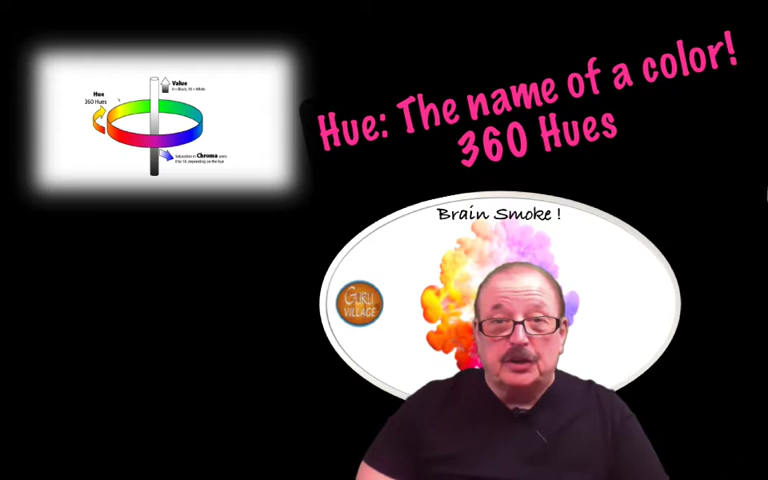 Hue: The name of a color!
360 Hues
Value
Hue
360 Hues
Chroma
Brain Smoke !
GURU
VILLAGE